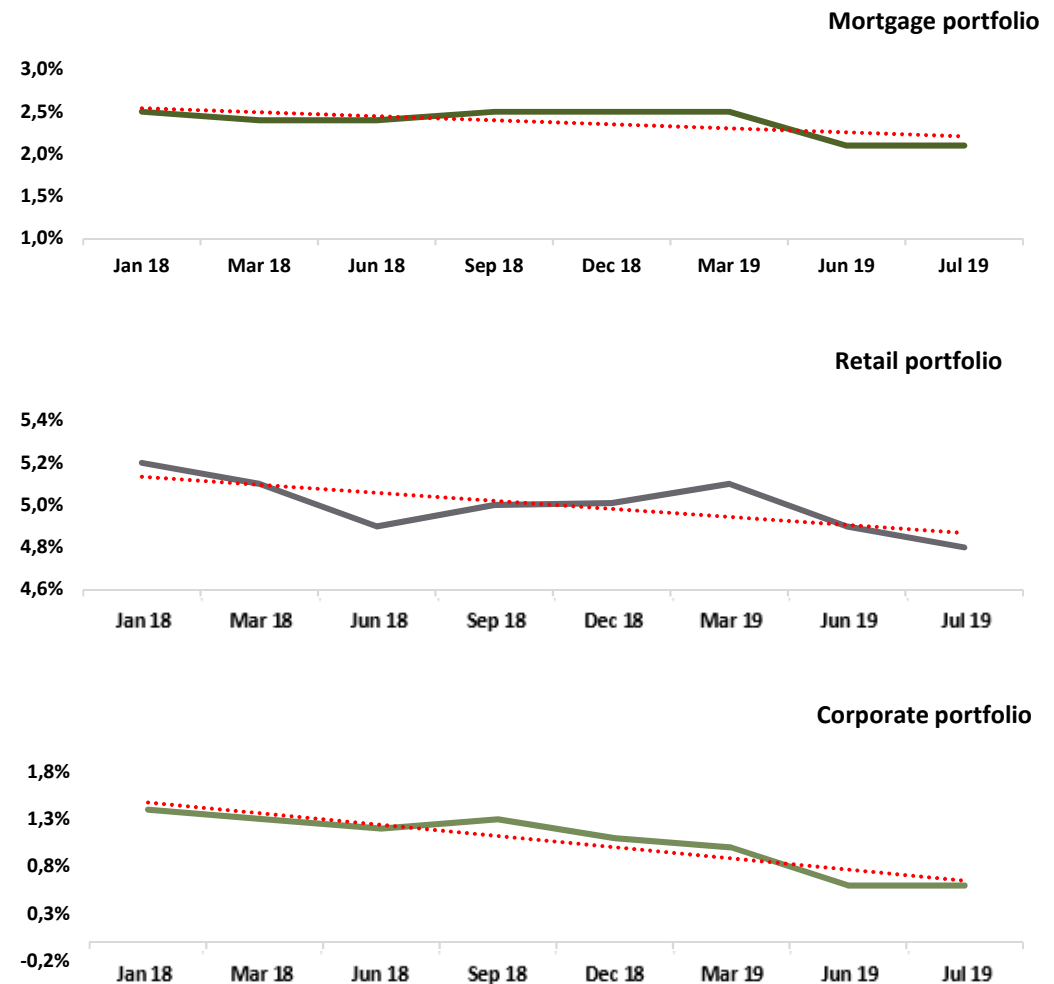 Mortgage portfolio
3,0%
2,5%
2,0%
1,5%
1,0%
Jan 18 Mar 18 Jun 18 Sep 18 Dec 18 Mar 19 Jun 19 Jul 19
Retail portfolio
5,4%
5,2%
5,0%
4,8%
4,6%
Jan 18 Mar 18 Jun 18 Sep 18 Dec 18 Mar 19 Jun 19 Jul 19
Corporate portfolio
1,8%
1,3%
0,8%
0,3%
-0,2%
Jan 18 Mar 18 Jun 18 Sep 18 Dec 18 Mar 19 Jun 19 Jul 19